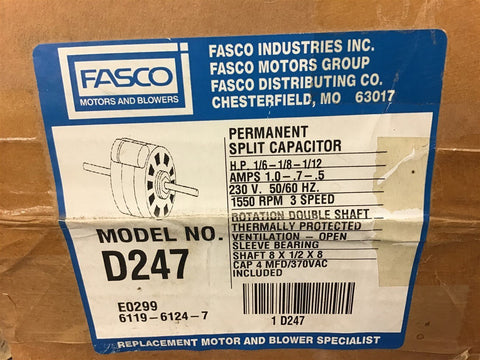 FASCO
MOTORS AND BLOWERS
FASCO INDUSTRIES INC.
FASCO MOTORS GROUP
FASCO DISTRIBUTING CO.
CHESTERFIELD, MO 63017
PERMANENT
SPLIT CAPACITOR
H.P. 1/6-1/8-1/12
AMPS 1.0-.7-.5
230 V. 50/60 HZ.
1550 RPM 3 SPEED
ROTATION DOUBLE SHAFT
THERMALLY PROTECTED
VENTILATION - OPEN
SLEEVE BEARING
SHAFT 8 X 1/2 X 8
CAP 4 MFD/370VAC
INCLUDED
MODEL NO.
D247
E0299
6119-6124-7
1 D247
REPLACEMENT MOTOR AND BLOWER SPECIALIST